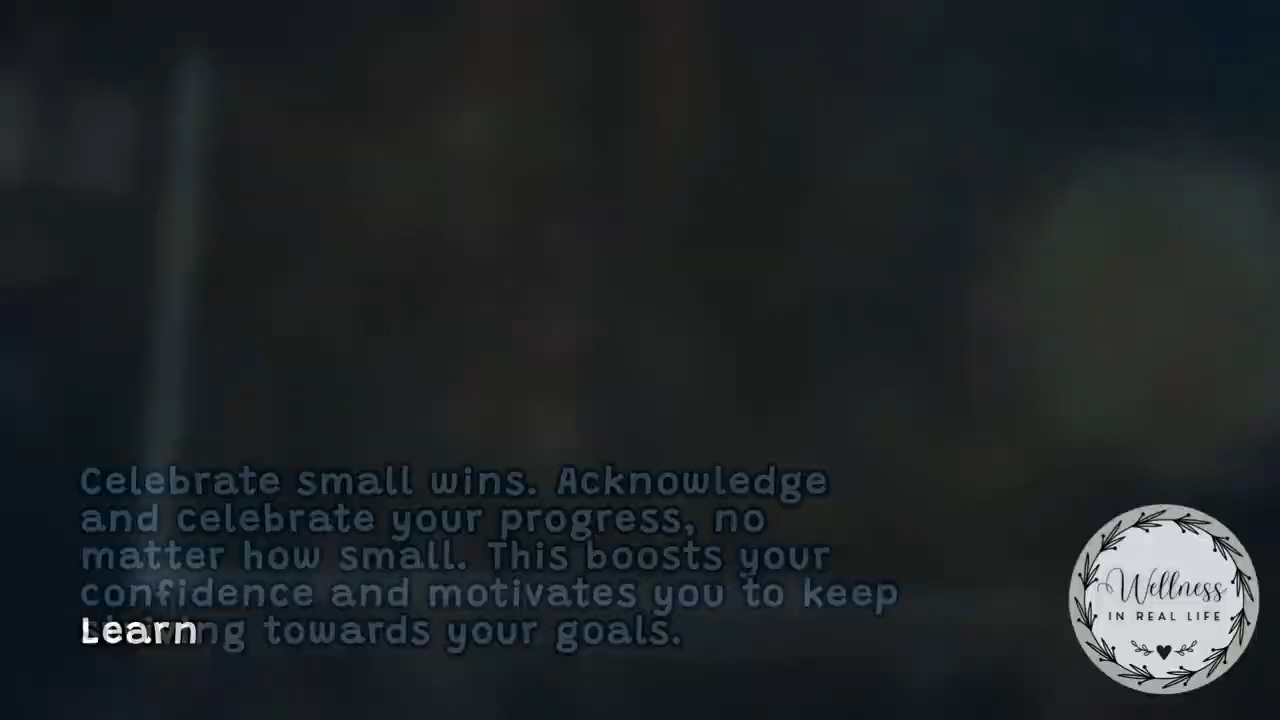 Celebrate small wins. Acknowledge
and celebrate your progress, no
matter how small. This boosts your
confidence and motivates you to keep
towards your goals.
Learn
Wellness
IN REAL LIFE